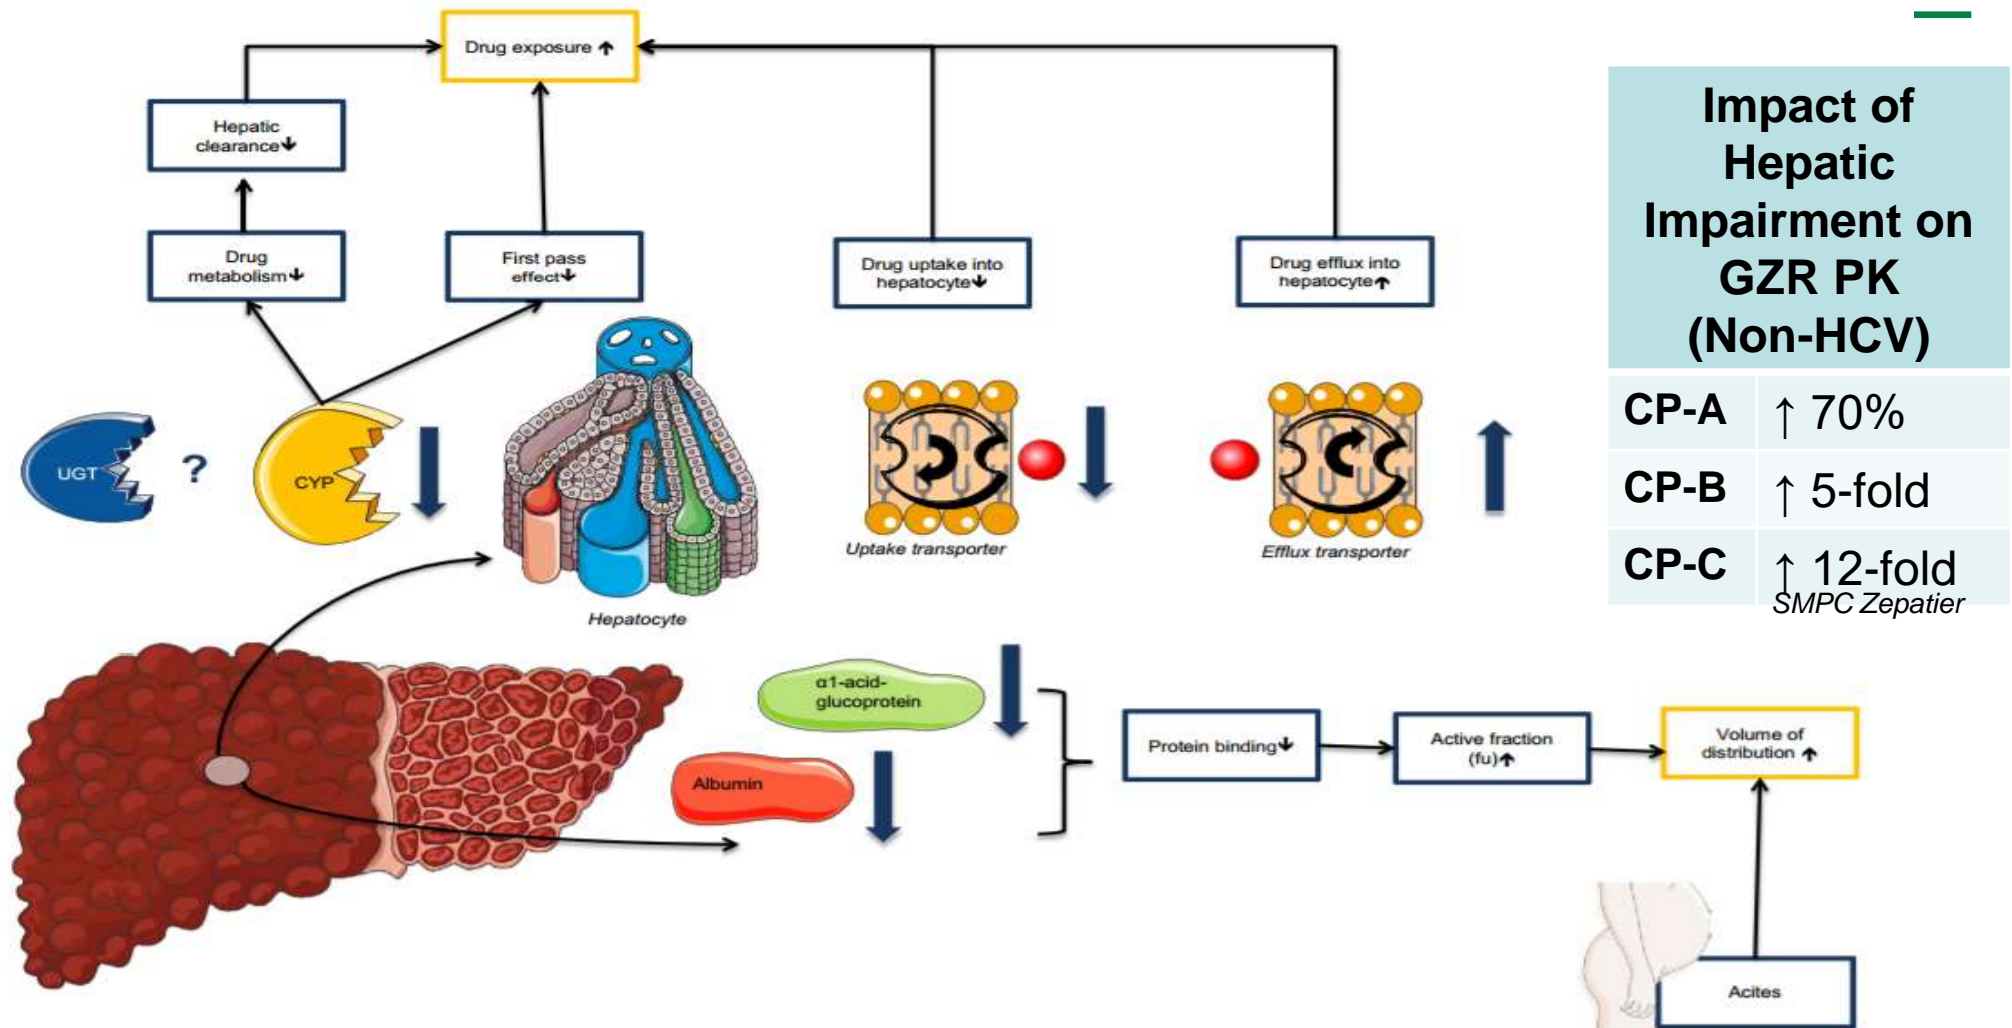 Drug exposure ↑
Hepatic
clearance↓
Drug
metabolism↓
First pass
effect↓
Drug uptake into
hepatocyte↓
Drug efflux into
hepatocyte↑
UGT
?
CYP
Hepatocyte
Uptake transporter
Efflux transporter
Impact of
Hepatic
Impairment on
GZR PK
(Non-HCV)
CP-A ↑ 70%
CP-B ↑ 5-fold
CP-C ↑ 12-fold
SMPC Zepatier
α1-acid-
glucoprotein
Albumin
Protein binding↓
Active fraction
(fu)↑
Volume of
distribution ↑
Acites